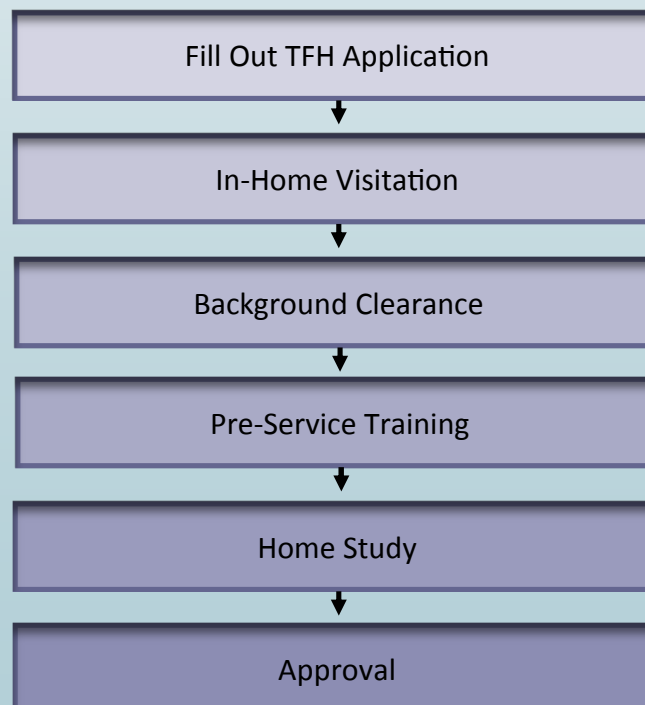 Fill Out TFH Application
In-Home Visitation
Background Clearance
Pre-Service Training
Home Study
Approval